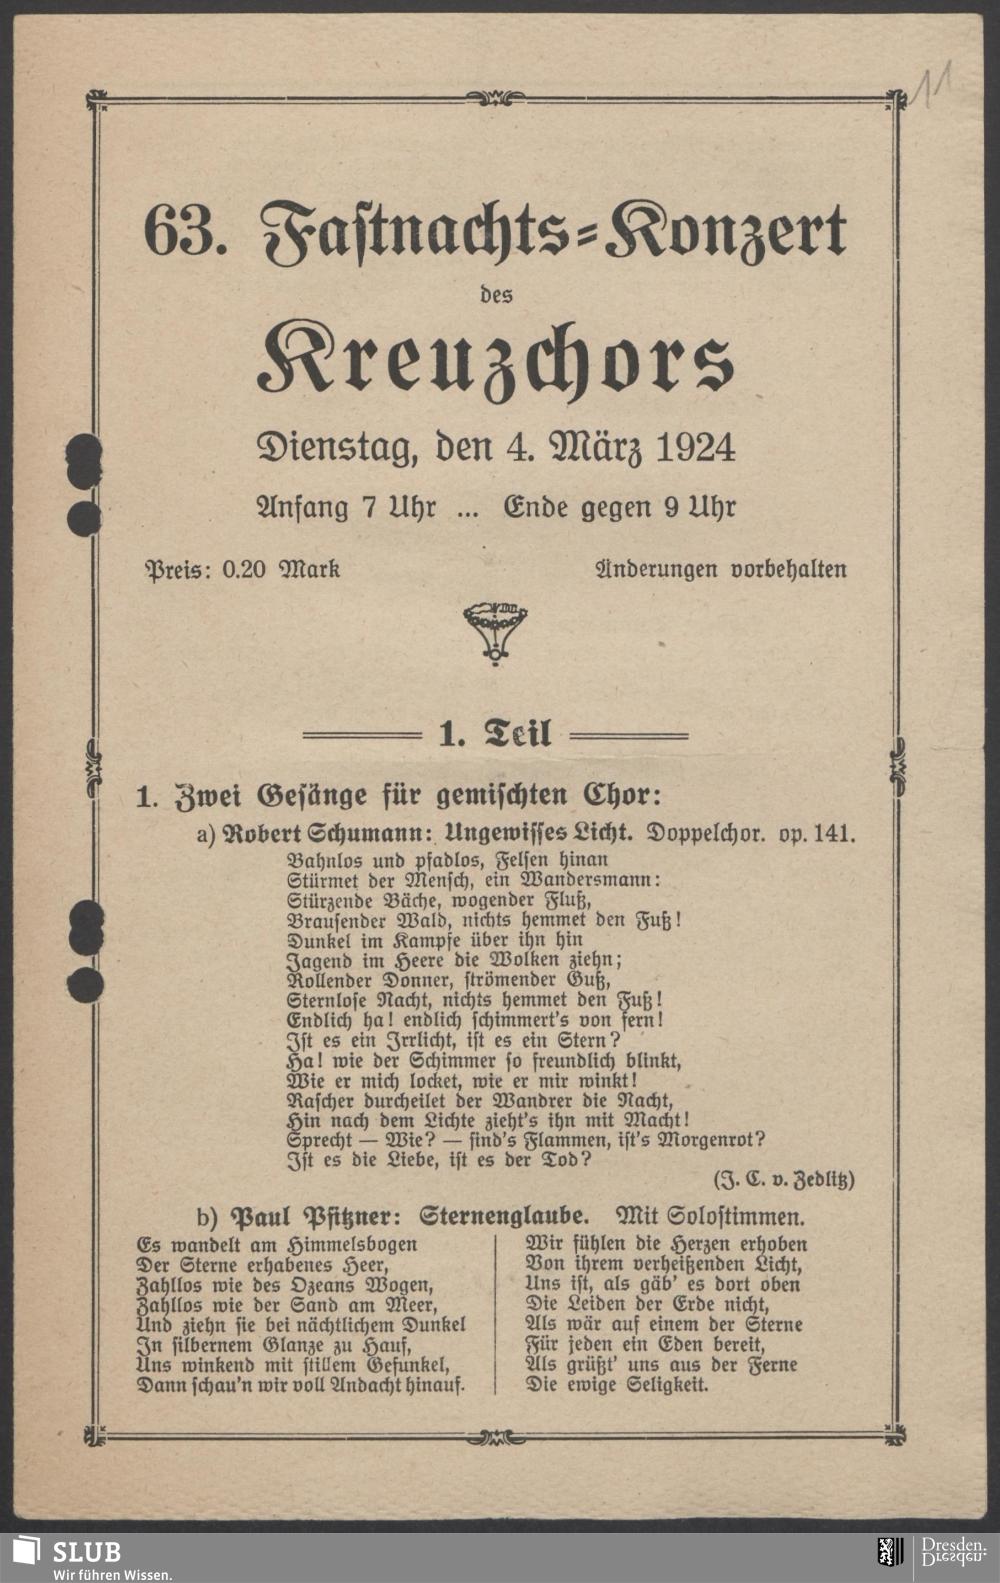 11
63. Fastnachts-Konzert
des
Kreuzchors
Dienstag, den 4. März 1924
Anfang 7 Uhr ... Ende gegen 9 Uhr
Preis: 0.20 Mark Änderungen vorbehalten
1. Teil
1. Zwei Gesänge für gemischten Chor:
a) Robert Schumann: Ungewisses Licht. Doppelchor. op. 141.
Bahnlos und pfadlos, Felsen hinan
Stürmet der Mensch, ein Wandersmann:
Stürzende Bäche, wogender Fluß,
Brausender Wald, nichts hemmet den Fuß!
Dunkel im Kampfe über ihn hin
Jagend im Heere die Wolken ziehn;
Rollender Donner, strömender Guß,
Sternlose Nacht, nichts hemmet den Fuß!
Endlich ha! endlich schimmert's von fern!
Ist es ein Irrlicht, ist es ein Stern?
Ha! wie der Schimmer so freundlich blinkt,
Wie er mich locket, wie er mir winkt!
Rascher durcheilet der Wandrer die Nacht,
Hin nach dem Lichte zieht's ihn mit Macht!
Sprecht — Wie? — sind's Flammen, ist's Morgenrot?
Ist es die Liebe, ist es der Tod?
(J. C. v. Zedlitz)
b) Paul Pfitzner: Sternenglaube. Mit Solostimmen.
Es wandelt am Himmelsbogen
Der Sterne erhabenes Heer,
Zahllos wie des Ozeans Wogen,
Zahllos wie der Sand am Meer,
Und ziehn sie bei nächtlichem Dunkel
In silbernem Glanze zu Hauf,
Uns winkend mit stillem Gefunkel,
Dann schau'n wir voll Andacht hinauf.
Wir fühlen die Herzen erhoben
Von ihrem verheißenden Licht,
Uns ist, als gäb' es dort oben
Die Leiden der Erde nicht,
Als wär auf einem der Sterne
Für jeden ein Eden bereit,
Als grüßt' uns aus der Ferne
Die ewige Seligkeit.
SLUB
Wir führen Wissen.
Dresden.
Dresden.